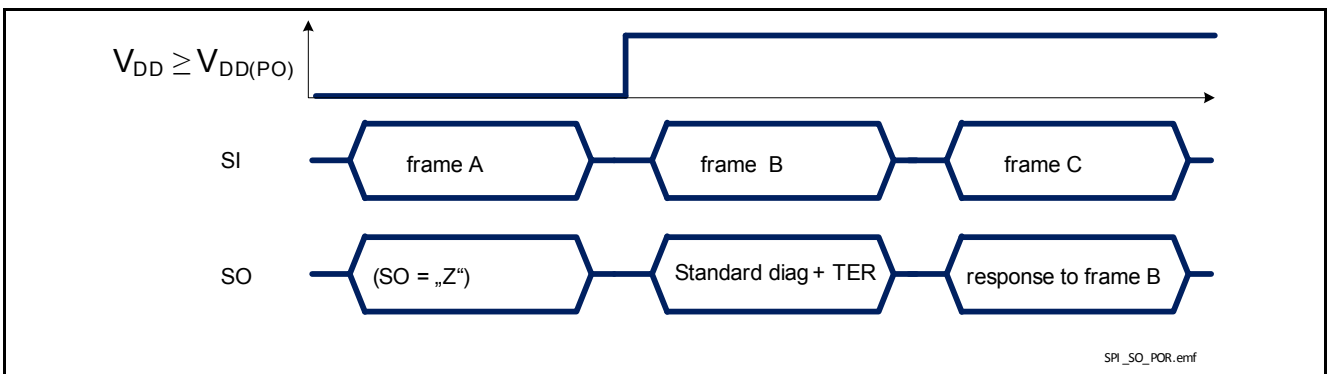 VDD ≥ VDD(PO)
SI
frame A
frame B
frame C
SO
(SO = „Z“)
Standard diag + TER
response to frame B
SPI_SO_POR.emf